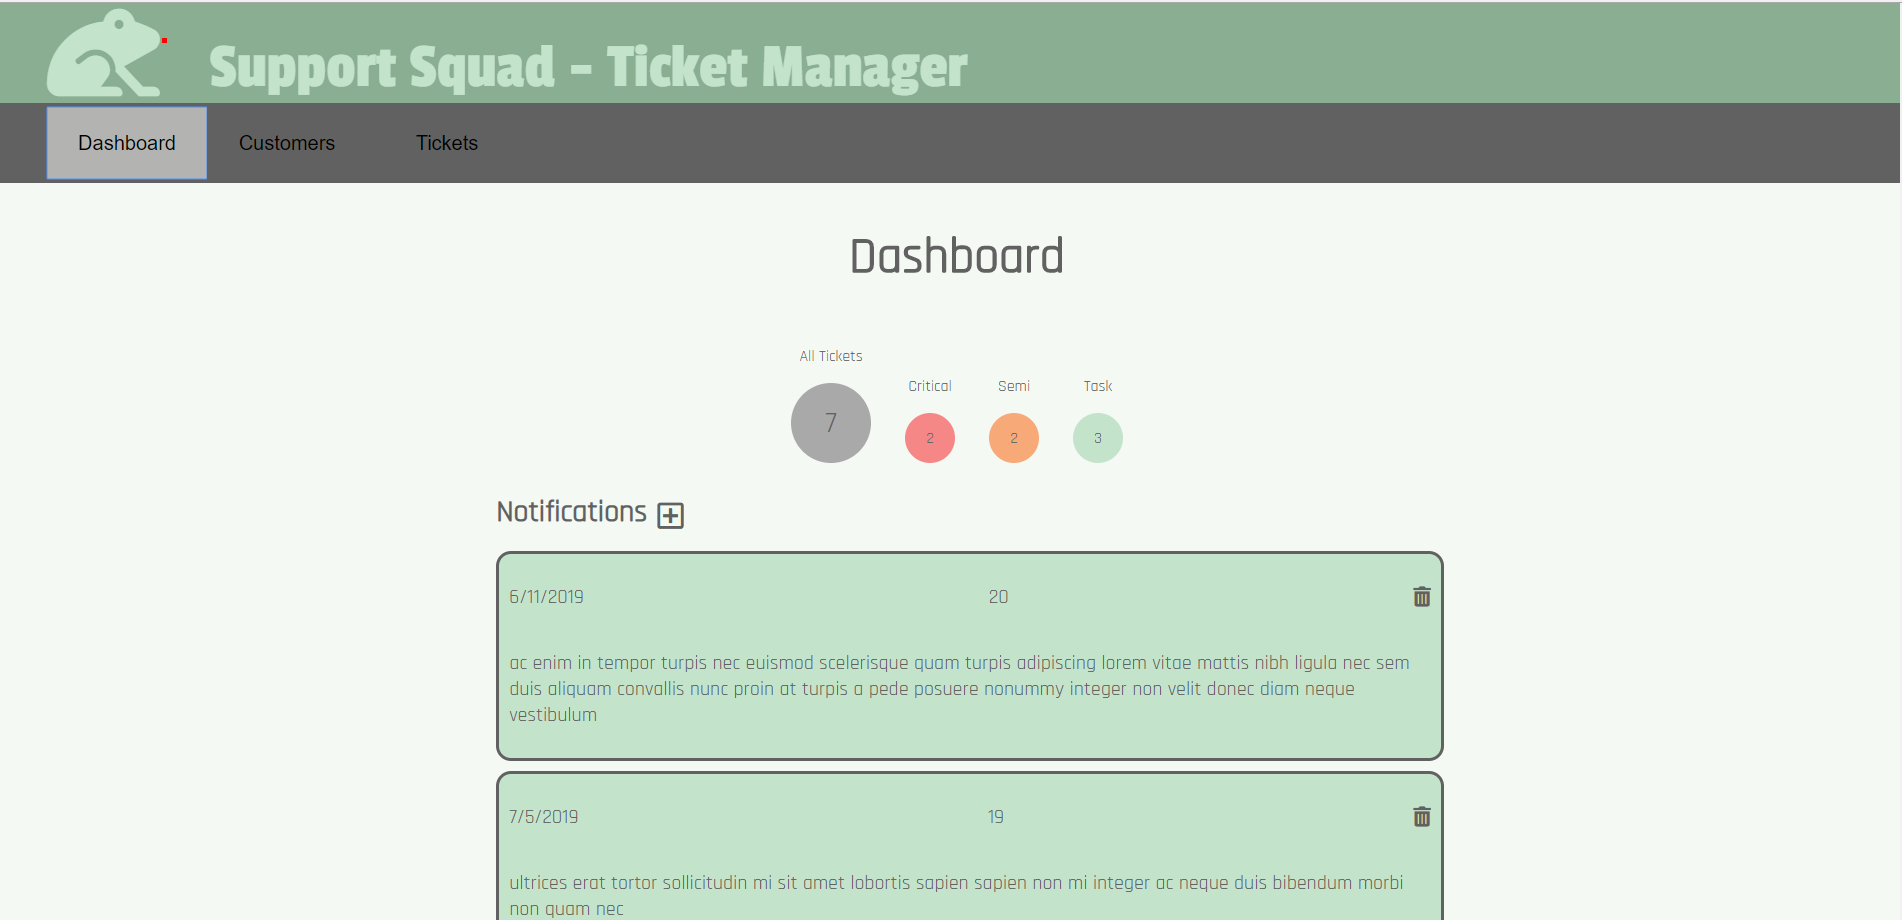 Support Squad - Ticket Manager
Dashboard Customers Tickets
Dashboard
All Tickets
Critical Semi Task
7 2 2 3
Notifications
6/11/2019 20
ac enim in tempor turpis nec euismod scelerisque quam turpis adipiscing lorem vitae mattis nibh ligula nec sem
duis aliquam convallis nunc proin at turpis a pede posuere nonummy integer non velit donec diam neque
vestibulum
7/5/2019 19
ultrices erat tortor sollicitudin mi sit amet lobortis sapien sapien non mi integer ac neque duis bibendum morbi
non quam nec